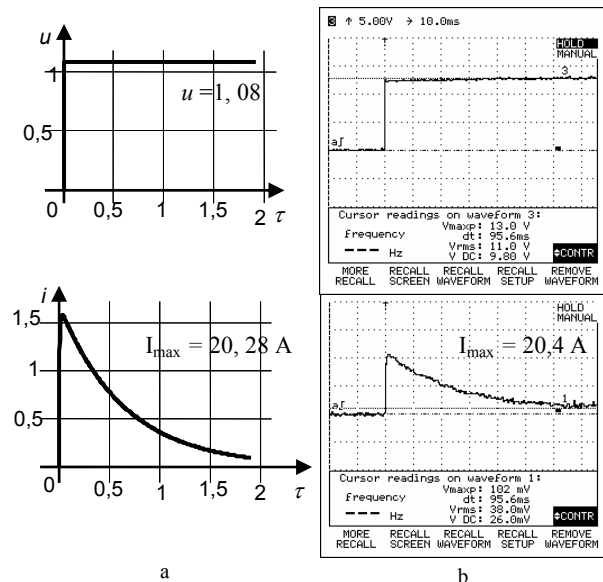 u
1
0,5
0
0,5
1
1,5
2
τ
u =1, 08
3 ↑ 5.00V → 10.0ms
HOLD
MANUAL
3
a
Cursor readings on waveform 3:
Vmaxp: 13.0 V
frequency
dt: 95.6ms
Vrms: 11.0 V
--- Hz
V DC: 9.80 V
CONTR
MORE RECALL RECALL RECALL REMOVE
RECALL SCREEN WAVEFORM SETUP WAVEFORM
i
1,5
1
0,5
0
0,5
1
1,5
2
τ
Imax = 20, 28 A
HOLD
MANUAL
Imax = 20,4 A
1
a
Cursor readings on waveform 1:
Vmaxp: 102 mV
frequency
dt: 95.6ms
Vrms: 38.0mV
--- Hz
V DC: 26.0mV
CONTR
MORE RECALL RECALL RECALL REMOVE
RECALL SCREEN WAVEFORM SETUP WAVEFORM
a
b